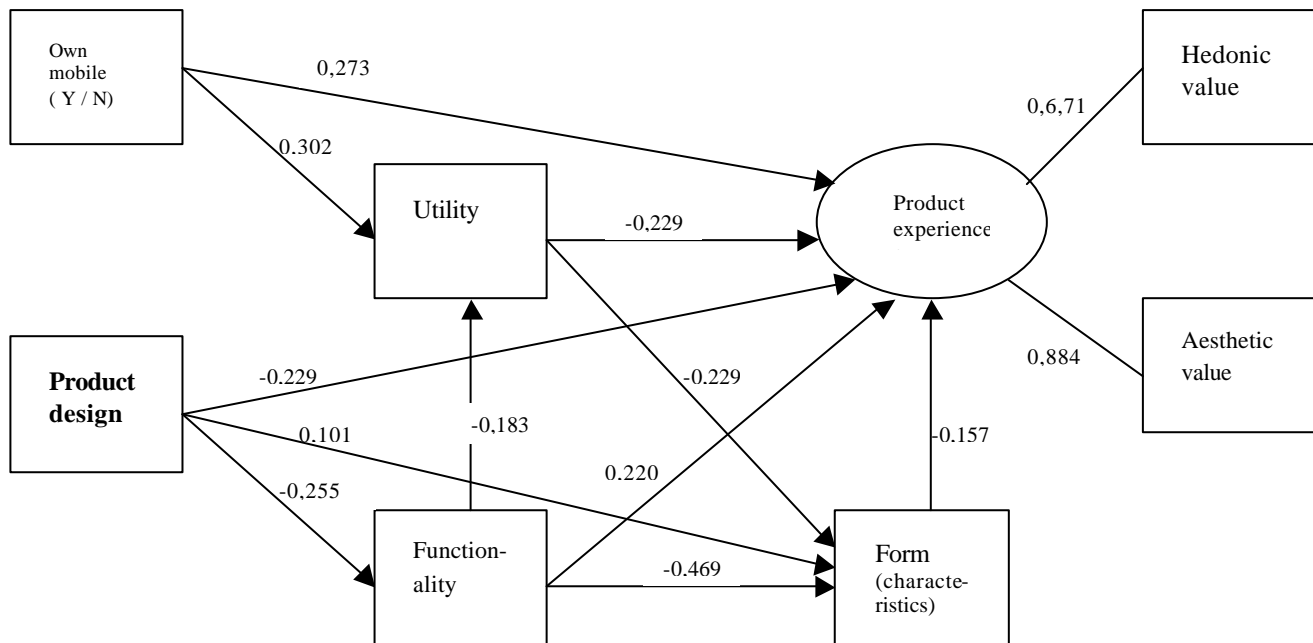 Own
mobile
( Y / N)
0,273
Hedonic
value
0,6,71
0,302
Utility
-0,229
Product
experience
Product
design
-0,229
-0,229
0,884
Aesthetic
value
0,101
-0,183
-0,157
-0,255
0,220
Function-
ality
-0,469
Form
(characte-
ristics)